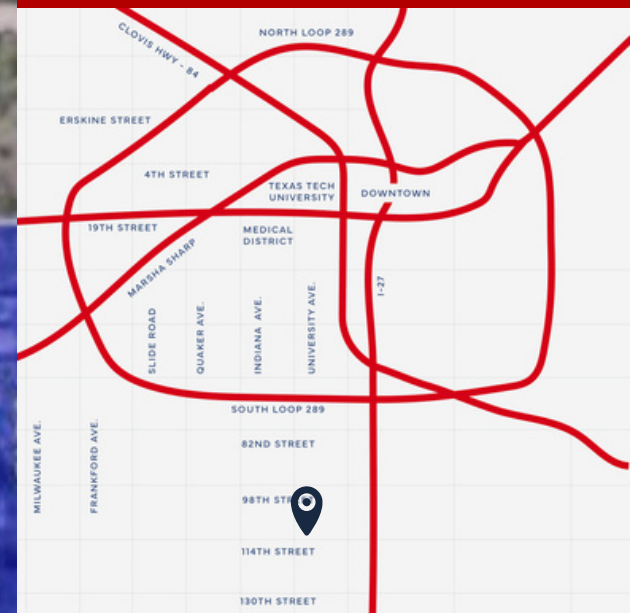 NORTH LOOP 289
CLOVIS HWY - 84
ERSKINE STREET
4TH STREET
TEXAS TECH
UNIVERSITY
DOWNTOWN
19TH STREET
MEDICAL
DISTRICT
MARSHA SHARP
I-27
SLIDE ROAD
QUAKER AVE.
INDIANA AVE.
UNIVERSITY AVE.
SOUTH LOOP 289
MILWAUKEE AVE.
FRANKFORD AVE.
82ND STREET
98TH
114TH STREET
130TH STREET